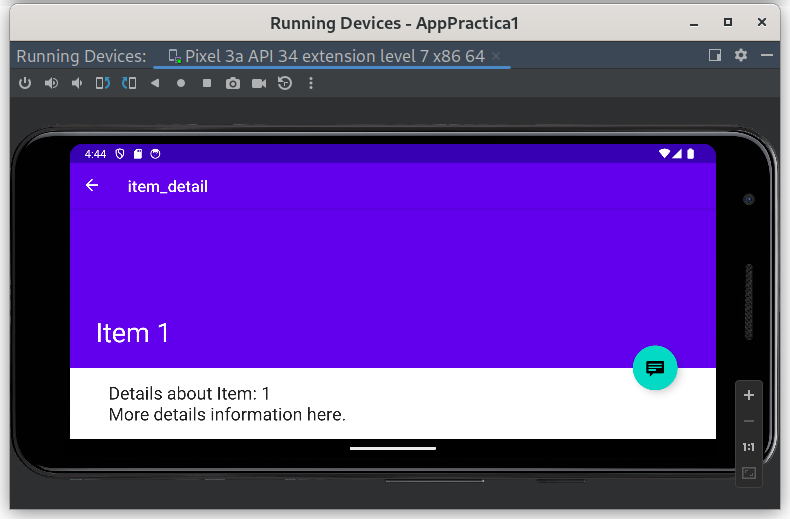 Running Devices - AppPractica1
Running Devices: Pixel 3a API 34 extension level 7 x86 64
4:44
item_detail
Item 1
Details about Item: 1
More details information here.
1:1